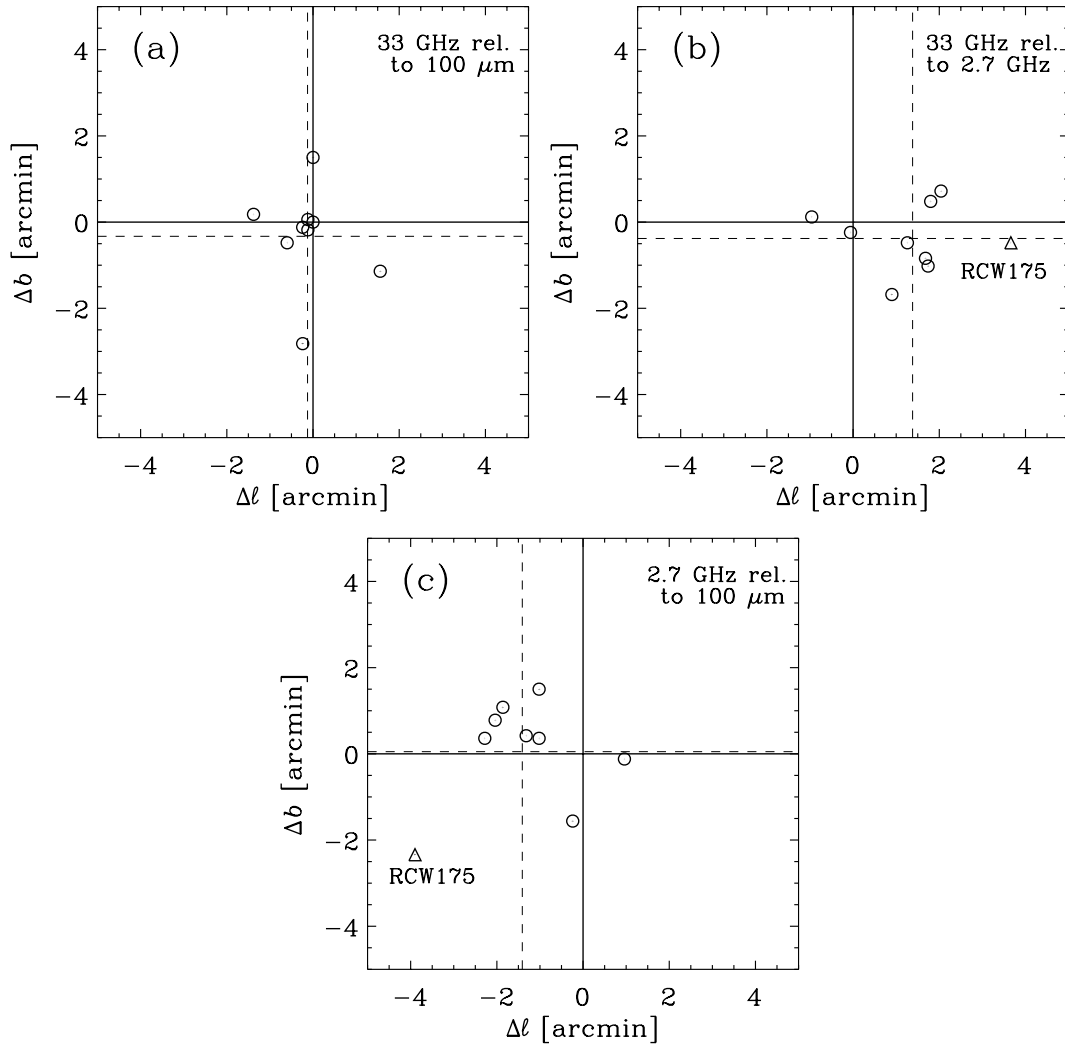 (a)
33 GHz rel.
to 100 μm
4
2
0
−2
−4
Δb [arcmin]
−4 −2 0 2 4
Δℓ [arcmin]
(b)
33 GHz rel.
to 2.7 GHz
4
2
0
−2
−4
Δb [arcmin]
RCW175
−4 −2 0 2 4
Δℓ [arcmin]
(c)
2.7 GHz rel.
to 100 μm
4
2
0
−2
−4
Δb [arcmin]
RCW175
−4 −2 0 2 4
Δℓ [arcmin]